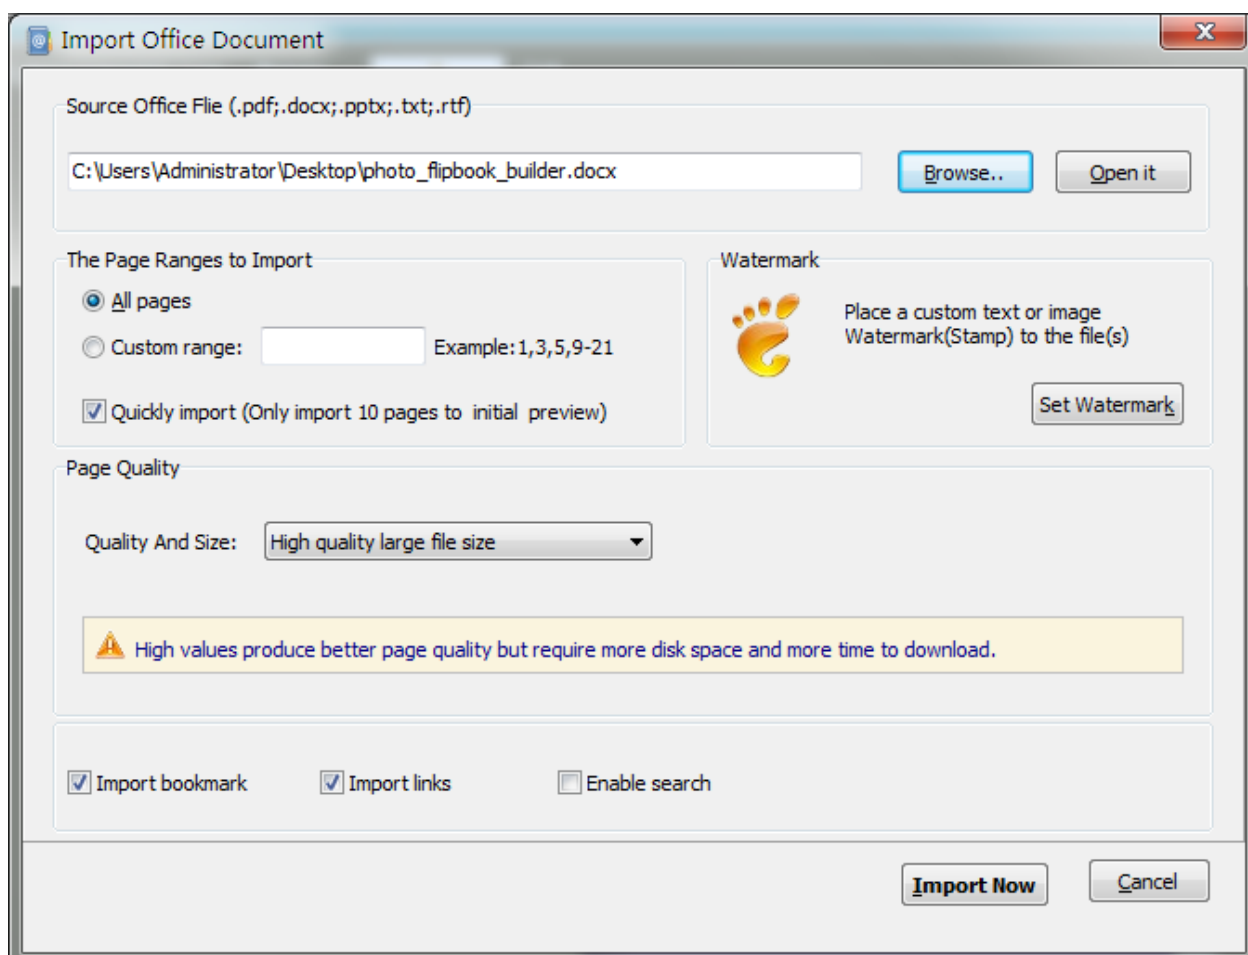 Import Office Document
Source Office Flie (.pdf;.docx;.pptx;.txt;.rtf)
C:\Users\Administrator\Desktop\photo_flipbook_builder.docx
Browse..
Open it
The Page Ranges to Import
All pages
Custom range:
Example:1,3,5,9-21
Quickly import (Only import 10 pages to initial preview)
Watermark
Place a custom text or image
Watermark(Stamp) to the file(s)
Set Watermark
Page Quality
Quality And Size:
High quality large file size
High values produce better page quality but require more disk space and more time to download.
Import bookmark
Import links
Enable search
Import Now
Cancel